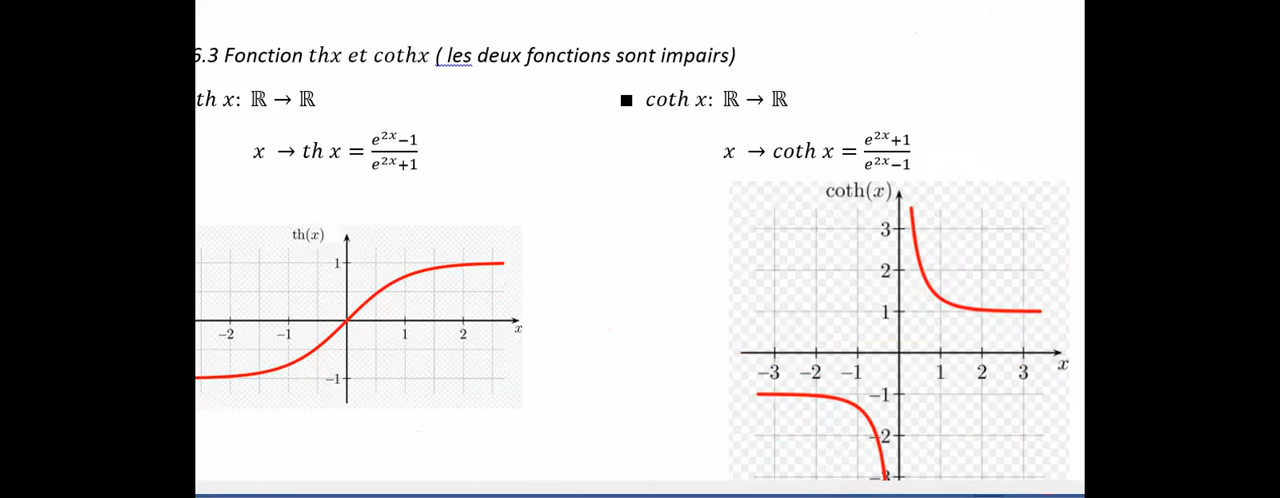 6.3 Fonction thx et cothx ( les deux fonctions sont impairs)
th x: ℝ → ℝ
x → th x = (e^{2x}−1)/(e^{2x}+1)
th(x)
1
−2 −1 1 2 x
−1
■ coth x: ℝ → ℝ
x → coth x = (e^{2x}+1)/(e^{2x}−1)
coth(x)
3
2
1
−3 −2 −1 1 2 3 x
−1
−2
−3